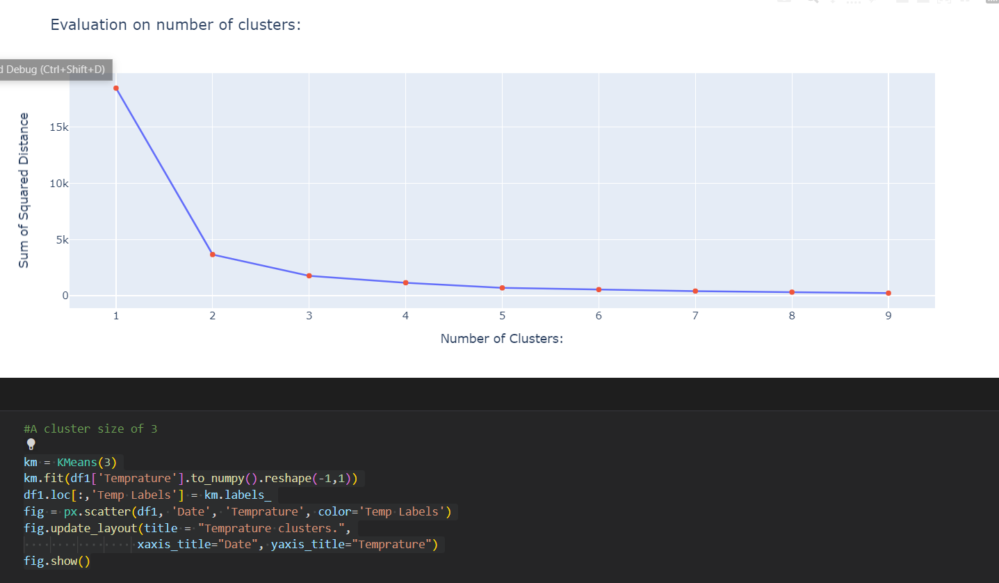 Evaluation on number of clusters:
d Debug (Ctrl+Shift+D)
Sum of Squared Distance
15k
10k
5k
0
1 2 3 4 5 6 7 8 9
Number of Clusters:
#A cluster size of 3
km = KMeans(3)
km.fit(df1['Temprature'].to_numpy().reshape(-1,1))
df1.loc[:,'Temp Labels'] = km.labels_
fig = px.scatter(df1, 'Date', 'Temprature', color='Temp Labels')
fig.update_layout(title = "Temprature clusters.",
xaxis_title="Date", yaxis_title="Temprature")
fig.show()